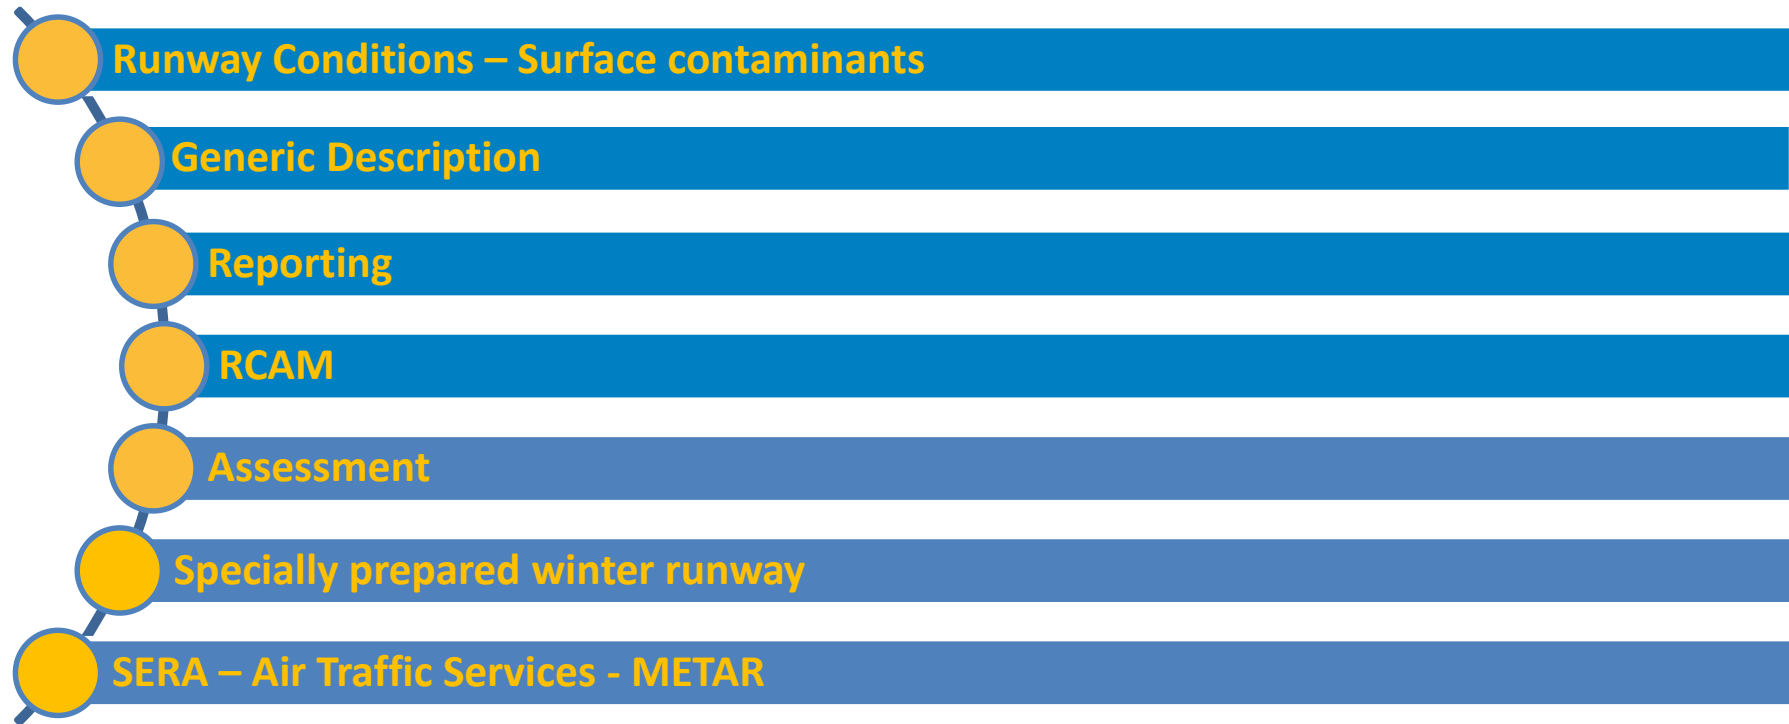 Runway Conditions – Surface contaminants
Generic Description
Reporting
RCAM
Assessment
Specially prepared winter runway
SERA – Air Traffic Services - METAR